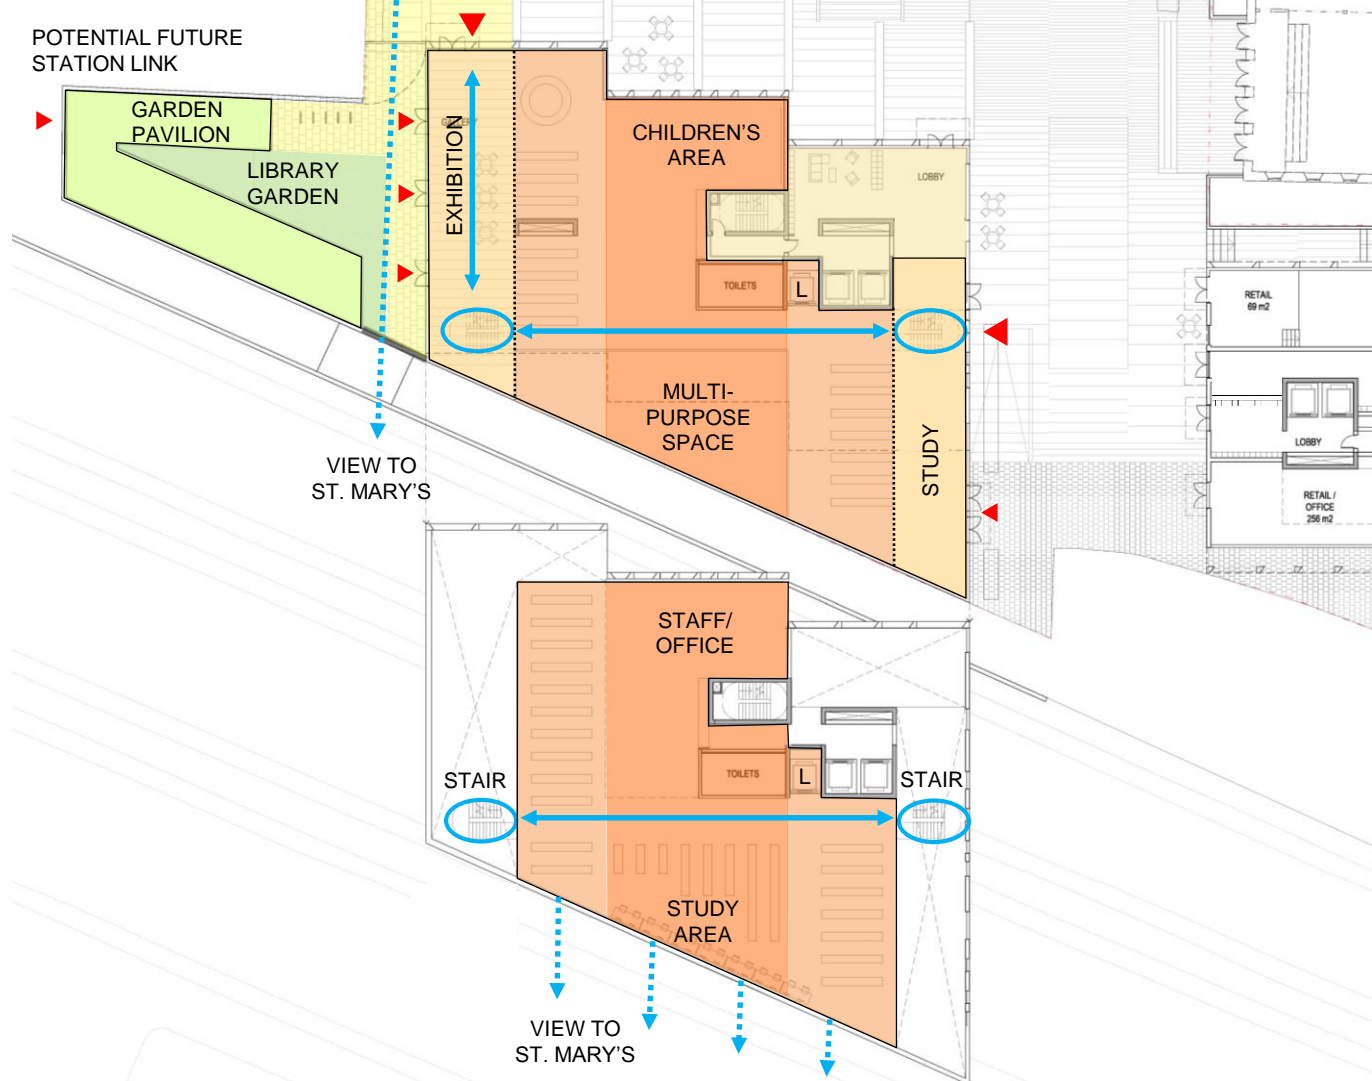 POTENTIAL FUTURE
STATION LINK
GARDEN
PAVILION
LIBRARY
GARDEN
GALLERY
EXHIBITION
CHILDREN'S
AREA
LOBBY
TOILETS
L
RETAIL
69 m2
MULTI-
PURPOSE
SPACE
STUDY
LOBBY
VIEW TO
ST. MARY'S
RETAIL /
OFFICE
256 m2
STAFF/
OFFICE
TOILETS
L
STAIR
STAIR
STUDY
AREA
VIEW TO
ST. MARY'S